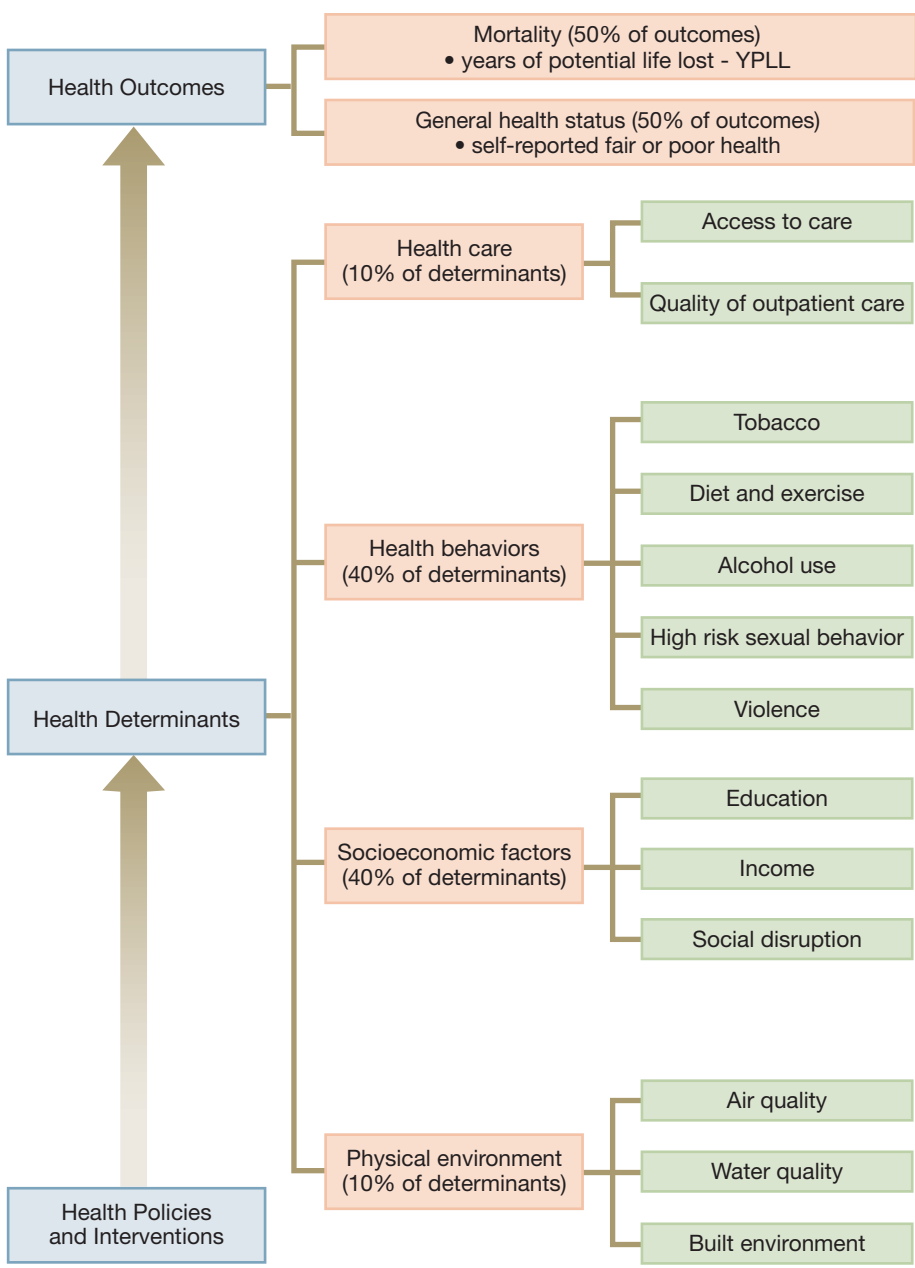 Health Outcomes
Mortality (50% of outcomes)
• years of potential life lost - YPLL
General health status (50% of outcomes)
• self-reported fair or poor health
Health Determinants
Health care
(10% of determinants)
Access to care
Quality of outpatient care
Health behaviors
(40% of determinants)
Tobacco
Diet and exercise
Alcohol use
High risk sexual behavior
Violence
Socioeconomic factors
(40% of determinants)
Education
Income
Social disruption
Physical environment
(10% of determinants)
Air quality
Water quality
Built environment
Health Policies
and Interventions